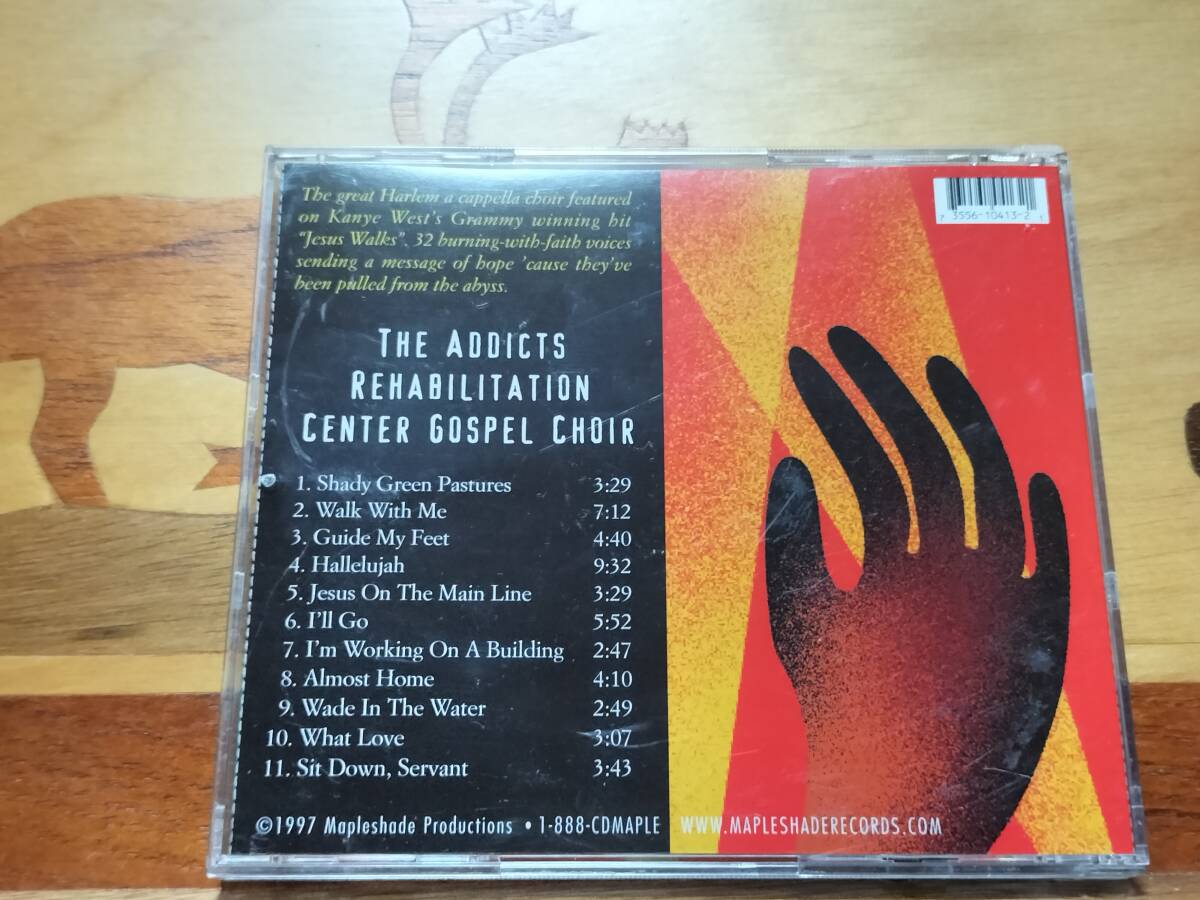 The great Harlem a cappella choir featured
on Kanye West's Grammy winning hit
"Jesus Walks". 32 burning-with-faith voices
sending a message of hope 'cause they've
been pulled from the abyss.
THE ADDICTS
REHABILITATION
CENTER GOSPEL CHOIR
1. Shady Green Pastures 3:29
2. Walk With Me 7:12
3. Guide My Feet 4:40
4. Hallelujah 9:32
5. Jesus On The Main Line 3:29
6. I'll Go 5:52
7. I'm Working On A Building 2:47
8. Almost Home 4:10
9. Wade In The Water 2:49
10. What Love 3:07
11. Sit Down, Servant 3:43
©1997 Mapleshade Productions • 1-888-CDMAPLE WWW.MAPLESHADERECORDS.COM
7 35561-0413-2 1